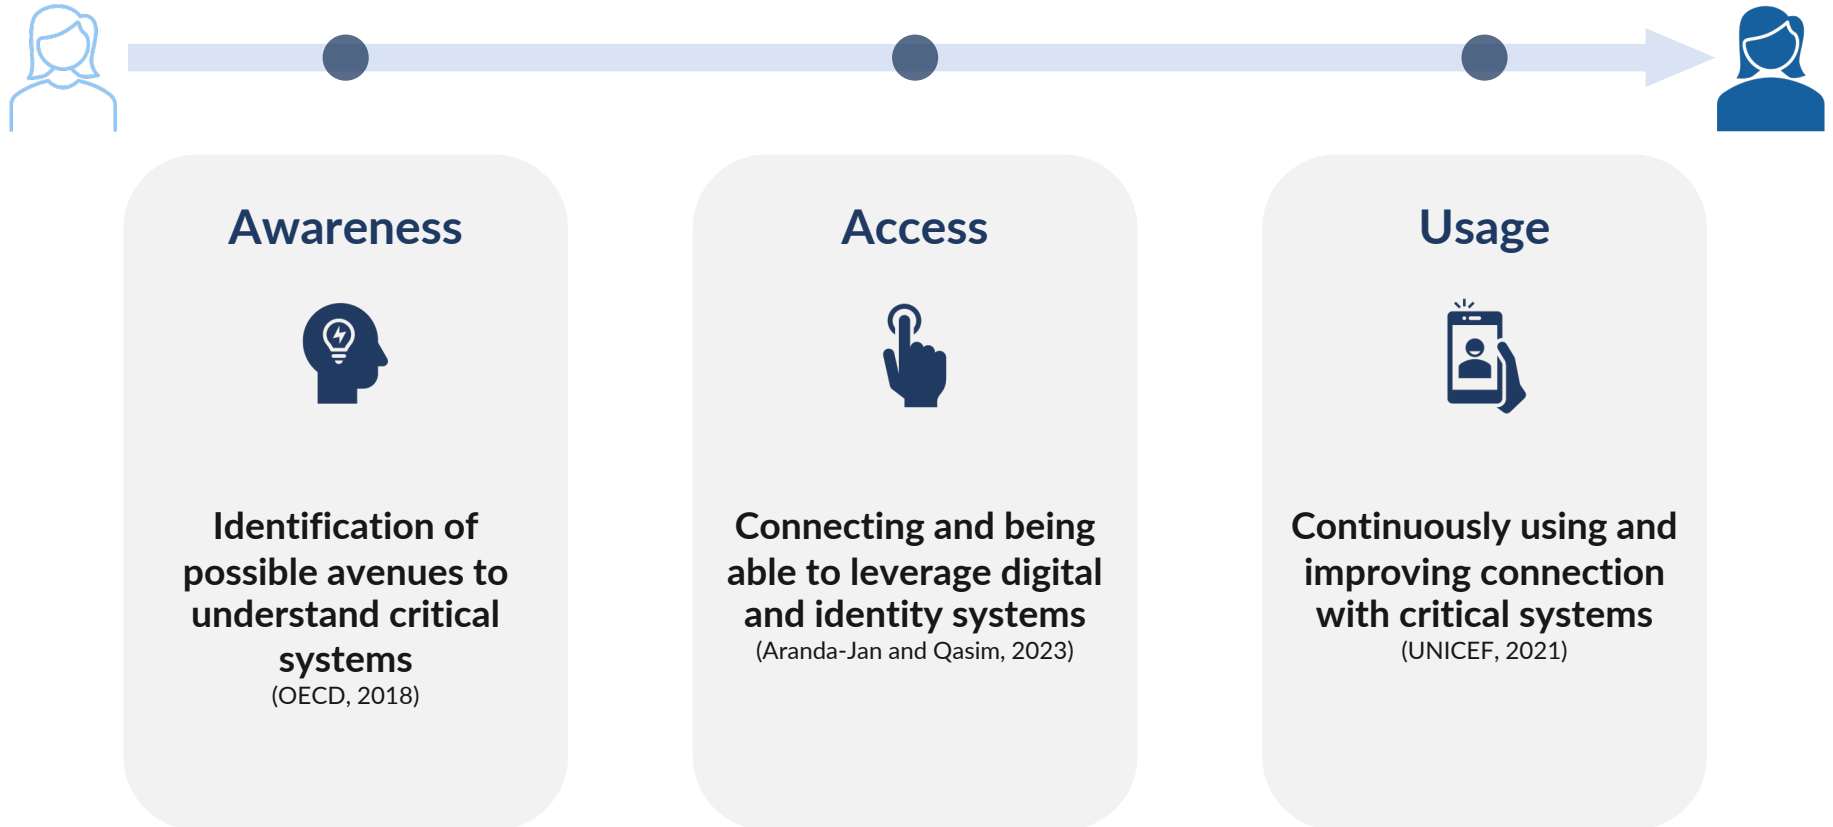 Awareness
Identification of
possible avenues to
understand critical
systems
(OECD, 2018)
Access
Connecting and being
able to leverage digital
and identity systems
(Aranda-Jan and Qasim, 2023)
Usage
Continuously using and
improving connection
with critical systems
(UNICEF, 2021)